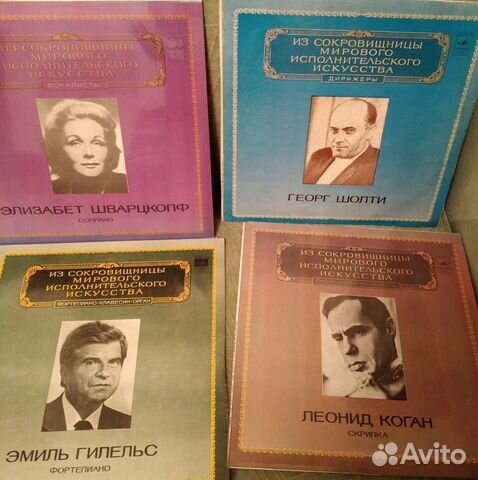 ИЗ СОКРОВИЩНИЦЫ
МИРОВОГО
ИСПОЛНИТЕЛЬСКОГО
ИСКУССТВА
ВОКАЛИСТЫ
ЭЛИЗАБЕТ ШВАРЦКОПФ
СОПРАНО
ИЗ СОКРОВИЩНИЦЫ
МИРОВОГО
ИСПОЛНИТЕЛЬСКОГО
ИСКУССТВА
ДИРИЖЕРЫ
ГЕОРГ ШОЛТИ
ИЗ СОКРОВИЩНИЦЫ
МИРОВОГО
ИСПОЛНИТЕЛЬСКОГО
ИСКУССТВА
ФОРТЕПИАНО·КЛАВЕСИН·ОРГАН
ЭМИЛЬ ГИЛЕЛЬС
ФОРТЕПИАНО
ИЗ СОКРОВИЩНИЦЫ
МИРОВОГО
ИСПОЛНИТЕЛЬСКОГО
ИСКУССТВА
ЛЕОНИД КОГАН
СКРИПКА
Avito